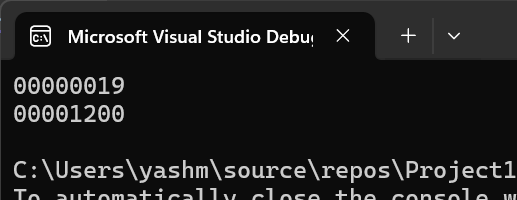 Microsoft Visual Studio Debu
00000019
00001200
C:\Users\yashm\source\repos\Project1
To automatically close the console w